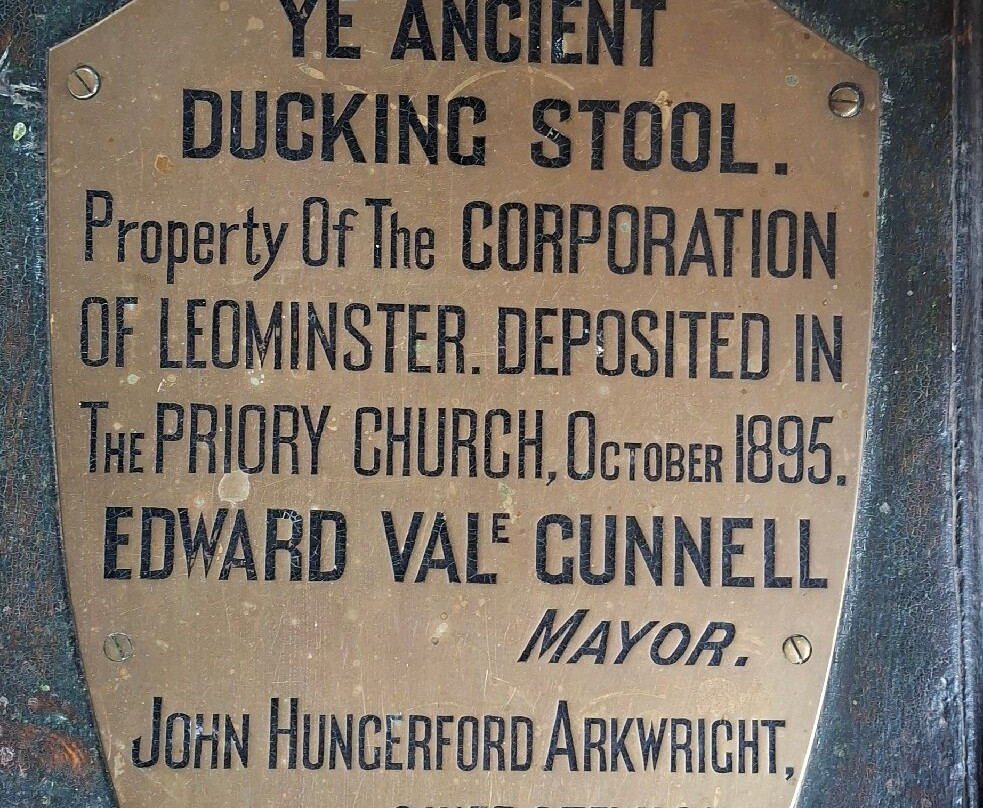 YE ANCIENT
DUCKING STOOL.
Property Of The CORPORATION
OF LEOMINSTER. DEPOSITED IN
THE PRIORY CHURCH, OCTOBER 1895.
EDWARD VALE GUNNELL
MAYOR.
JOHN HUNGERFORD ARKWRIGHT,